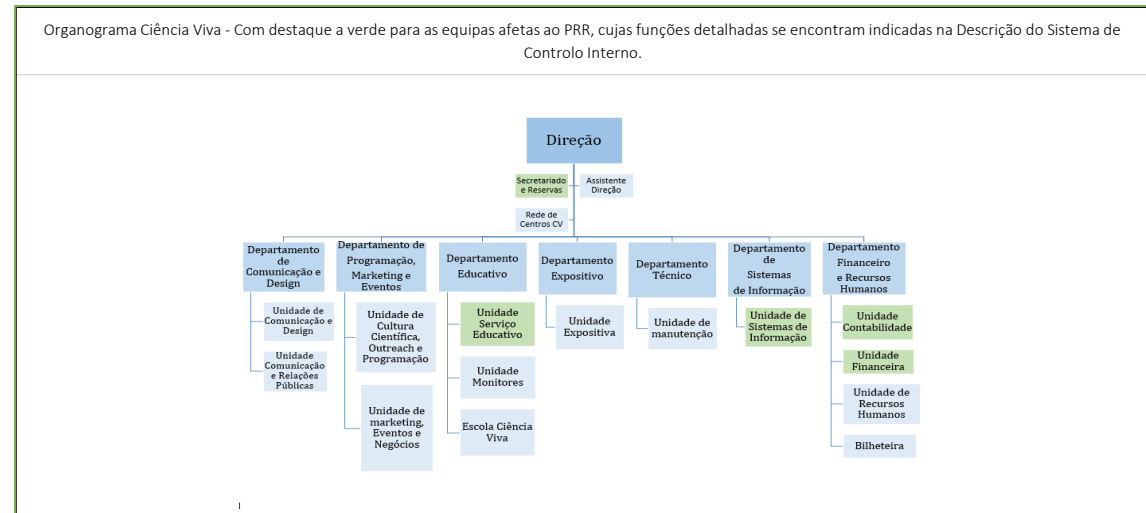 Organograma Ciência Viva - Com destaque a verde para as equipas afetas ao PRR, cujas funções detalhadas se encontram indicadas na Descrição do Sistema de
Controlo Interno.
Direção
Secretariado
e Reservas
Assistente
Direção
Rede de
Centros CV
Departamento
de
Comunicação e
Design
Unidade de
Comunicação e
Design
Unidade
Comunicação
e Relações
Públicas
Departamento de
Programação,
Marketing e
Eventos
Unidade de
Cultura
Científica,
Outreach e
Programação
Unidade de
marketing,
Eventos e
Negócios
Departamento
Educativo
Unidade
Serviço
Educativo
Unidade
Monitores
Escola Ciência
Viva
Departamento
Expositivo
Unidade
Expositiva
Departamento
Técnico
Unidade de
manutenção
Departamento
de
Sistemas
de Informação
Unidade de
Sistemas de
Informação
Departamento
Financeiro
e Recursos
Humanos
Unidade
Contabilidade
Unidade
Financeira
Unidade de
Recursos
Humanos
Bilheteira